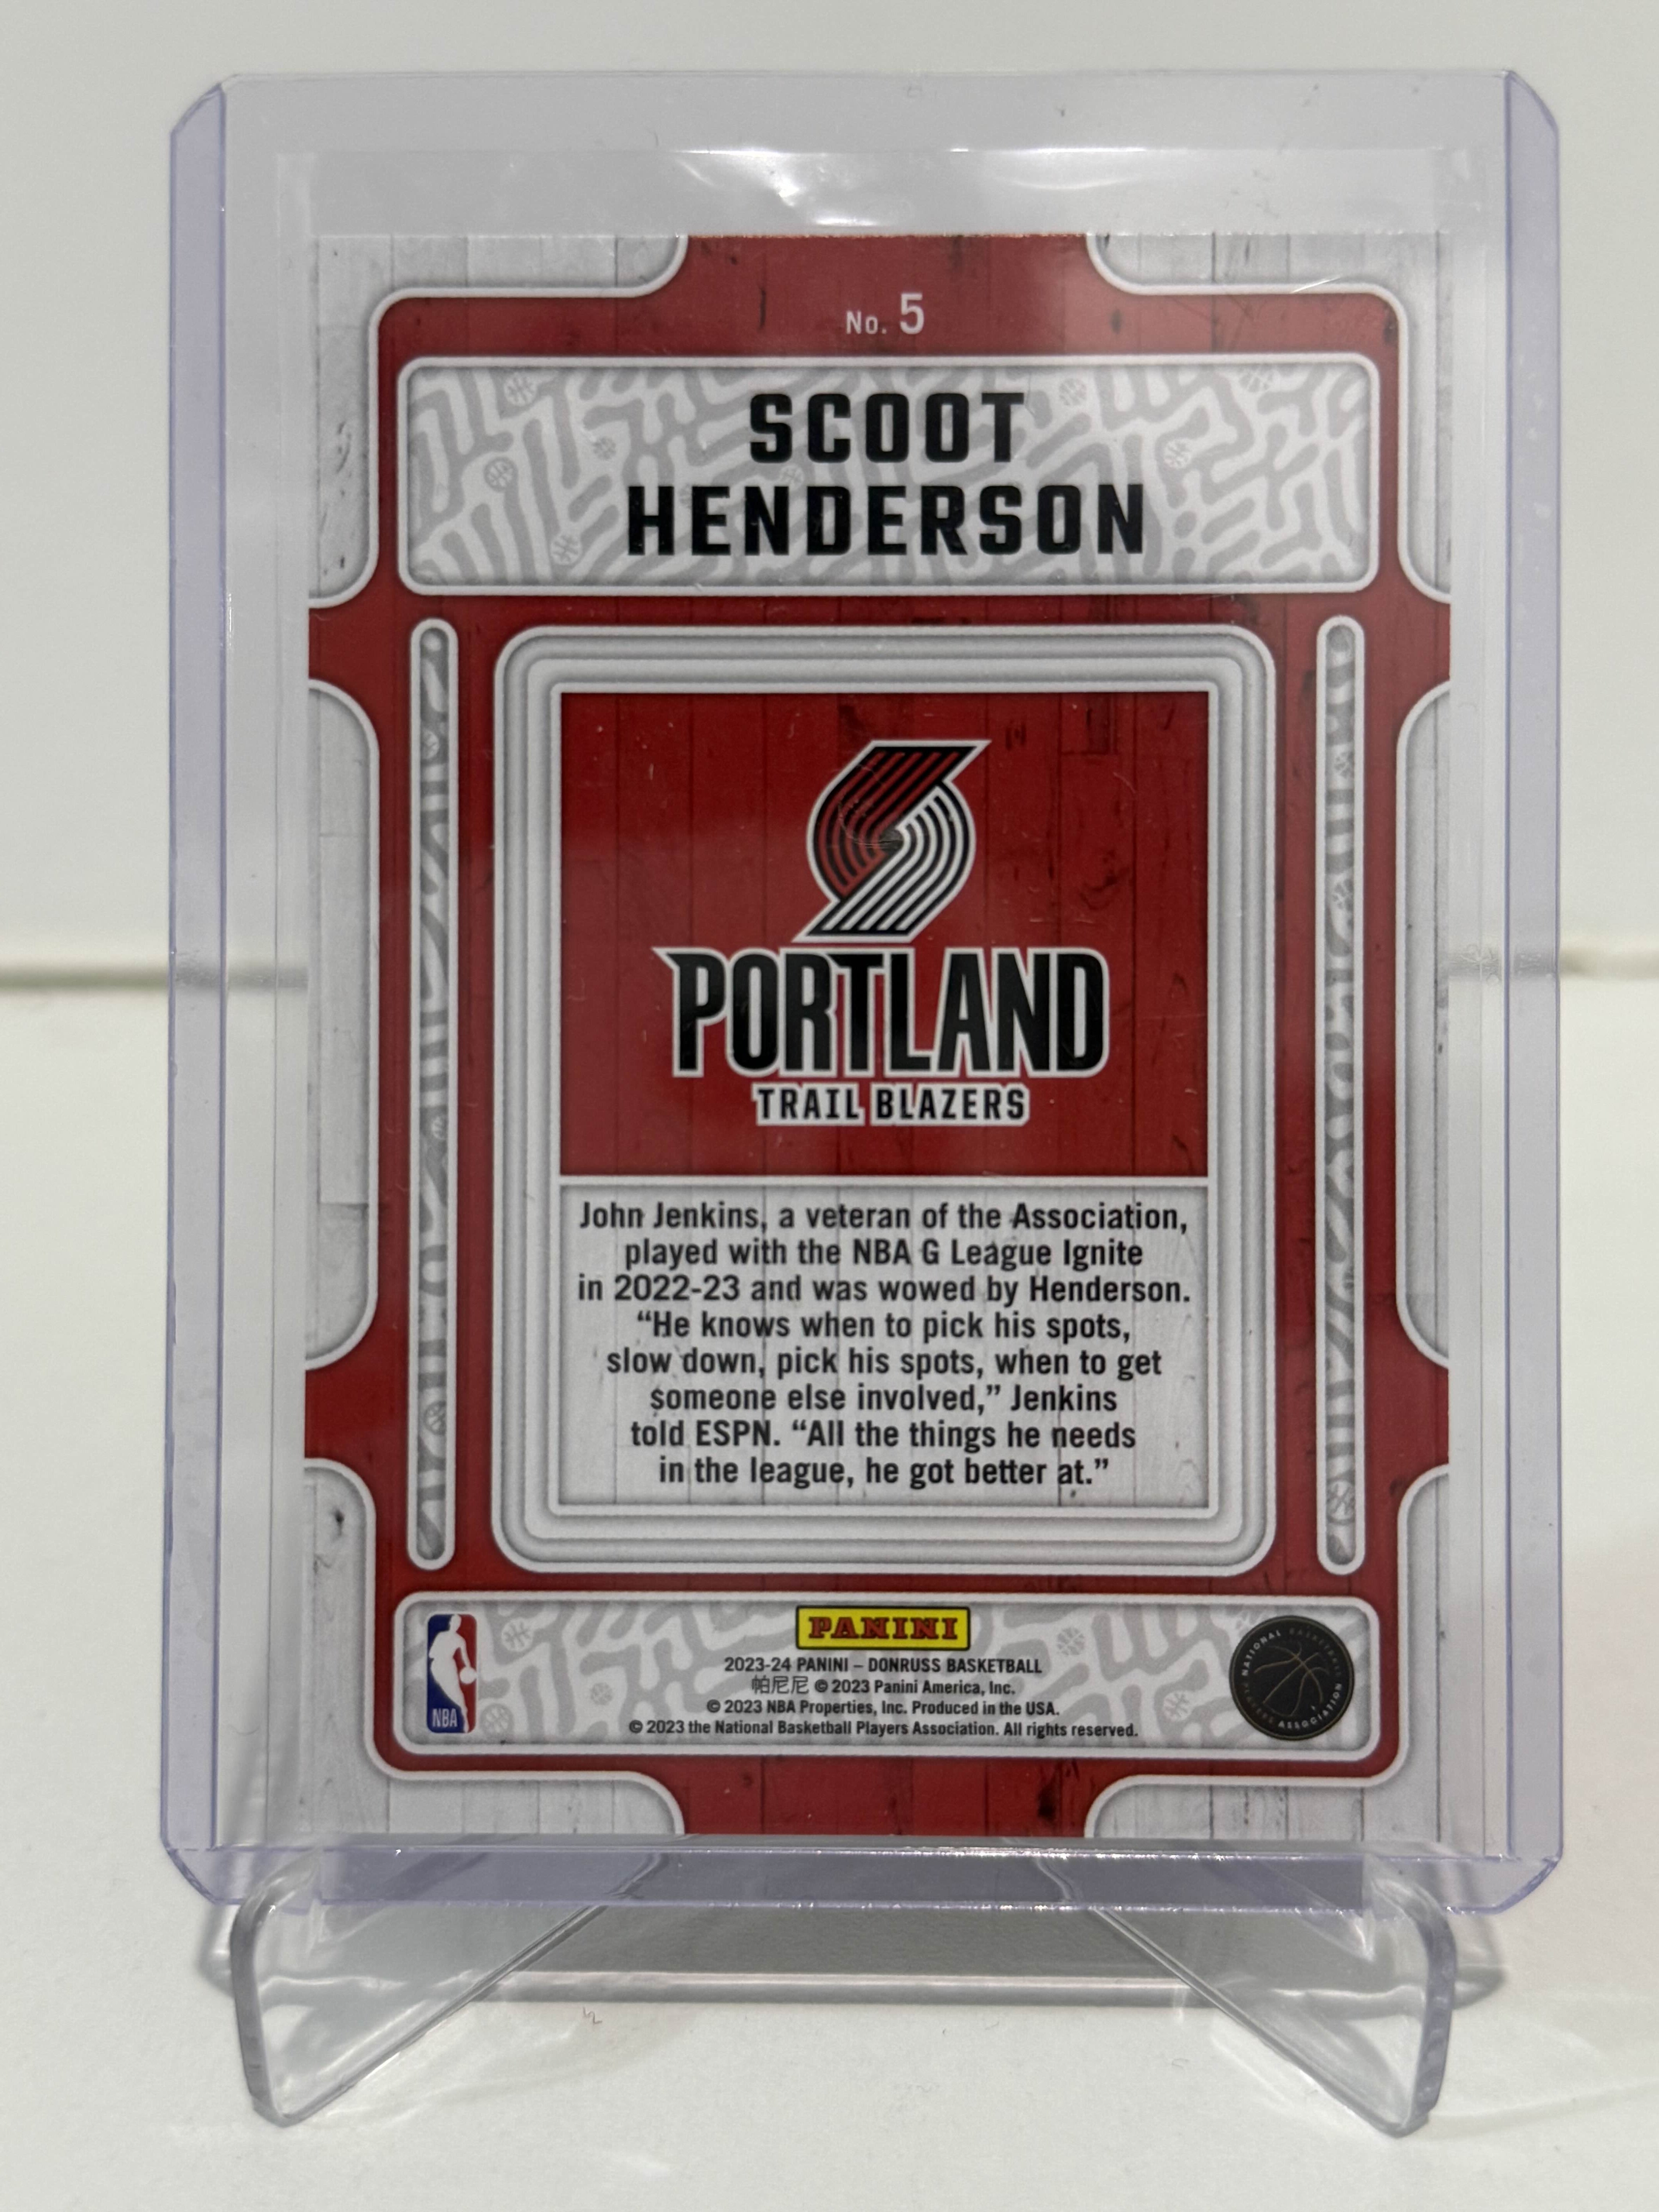 No. 5
SCOOT
HENDERSON
PORTLAND
TRAIL BLAZERS
John Jenkins, a veteran of the Association,
played with the NBA G League Ignite
in 2022-23 and was wowed by Henderson.
“He knows when to pick his spots,
slow down, pick his spots, when to get
someone else involved,” Jenkins
told ESPN. “All the things he needs
in the league, he got better at.”
PANINI
2023-24 PANINI – DONRUSS BASKETBALL
帕尼尼 © 2023 Panini America, Inc.
© 2023 NBA Properties, Inc. Produced in the USA.
© 2023 the National Basketball Players Association. All rights reserved.
NBA
NATIONAL BASKETBALL
PLAYERS ASSOCIATION